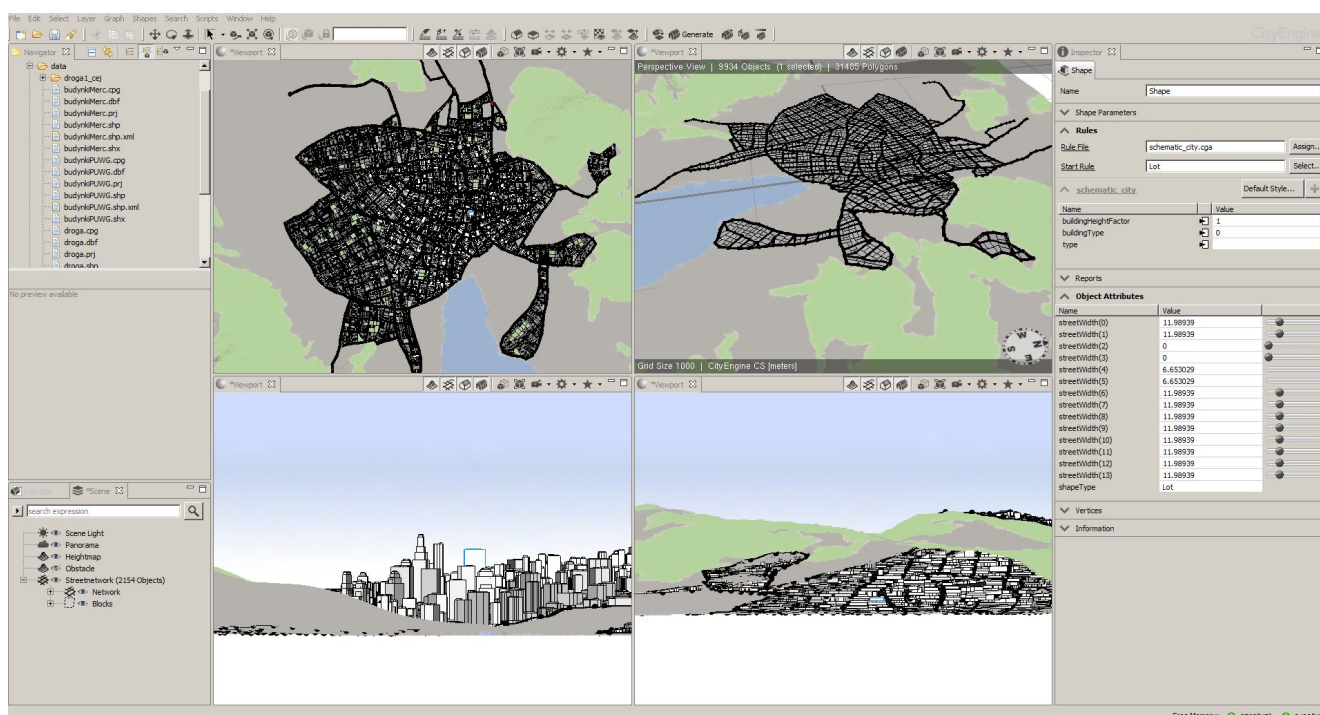 File Edit Select Layer Graph Shapes Search Scripts Window Help
Generate
CityEngine
Navigator
data
droga1_cej
budynkiMerc.cpg
budynkiMerc.dbf
budynkiMerc.prj
budynkiMerc.shp
budynkiMerc.shp.xml
budynkiMerc.shx
budynkiPUWG.cpg
budynkiPUWG.dbf
budynkiPUWG.prj
budynkiPUWG.shp
budynkiPUWG.shp.xml
budynkiPUWG.shx
droga.cpg
droga.dbf
droga.prj
droga.shp
No preview available
*Scene
search expression
Scene Light
Panorama
Heightmap
Obstacle
Streetnetwork (2154 Objects)
Network
Blocks
*Viewport
*Viewport
Perspective View | 9934 Objects (1 selected) | 31465 Polygons
Grid Size 1000 | CityEngine CS [meters]
*Viewport
*Viewport
Inspector
Shape
Name Shape
Shape Parameters
Rules
Rule File schematic_city.cga Assign...
Start Rule Lot Select...
schematic_city Default Style...
Name Value
buildingHeightFactor 1
buildingType 0
type
Reports
Object Attributes
Name Value
streetWidth(0) 11.98939
streetWidth(1) 11.98939
streetWidth(2) 0
streetWidth(3) 0
streetWidth(4) 6.653029
streetWidth(5) 6.653029
streetWidth(6) 11.98939
streetWidth(7) 11.98939
streetWidth(8) 11.98939
streetWidth(9) 11.98939
streetWidth(10) 11.98939
streetWidth(11) 11.98939
streetWidth(12) 11.98939
streetWidth(13) 11.98939
shapeType Lot
Vertices
Information